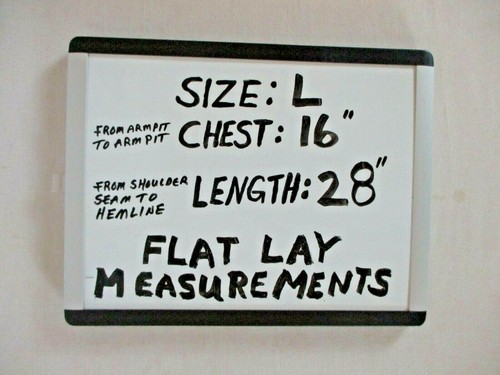 SIZE: L
FROM ARMPIT
TO ARM PIT
CHEST: 16"
FROM SHOULDER
SEAM TO
HEMLINE
LENGTH: 28"
FLAT LAY
MEASUREMENTS